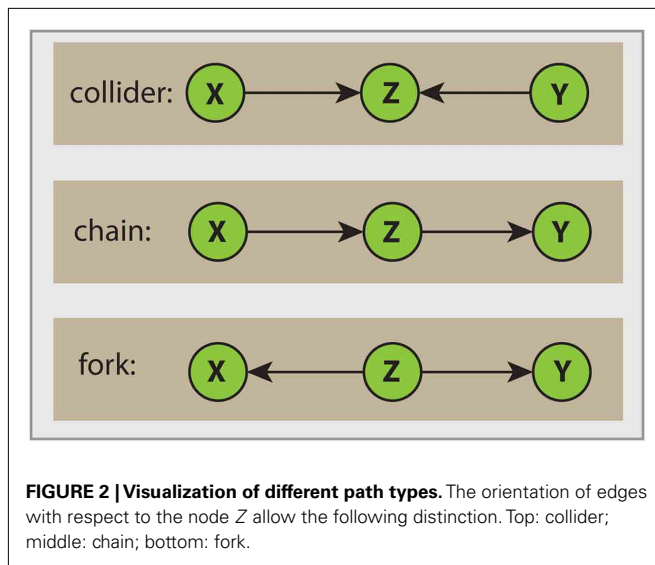 collider: X Z Y
chain: X Z Y
fork: X Z Y
FIGURE 2 | Visualization of different path types. The orientation of edges
with respect to the node Z allow the following distinction. Top: collider;
middle: chain; bottom: fork.